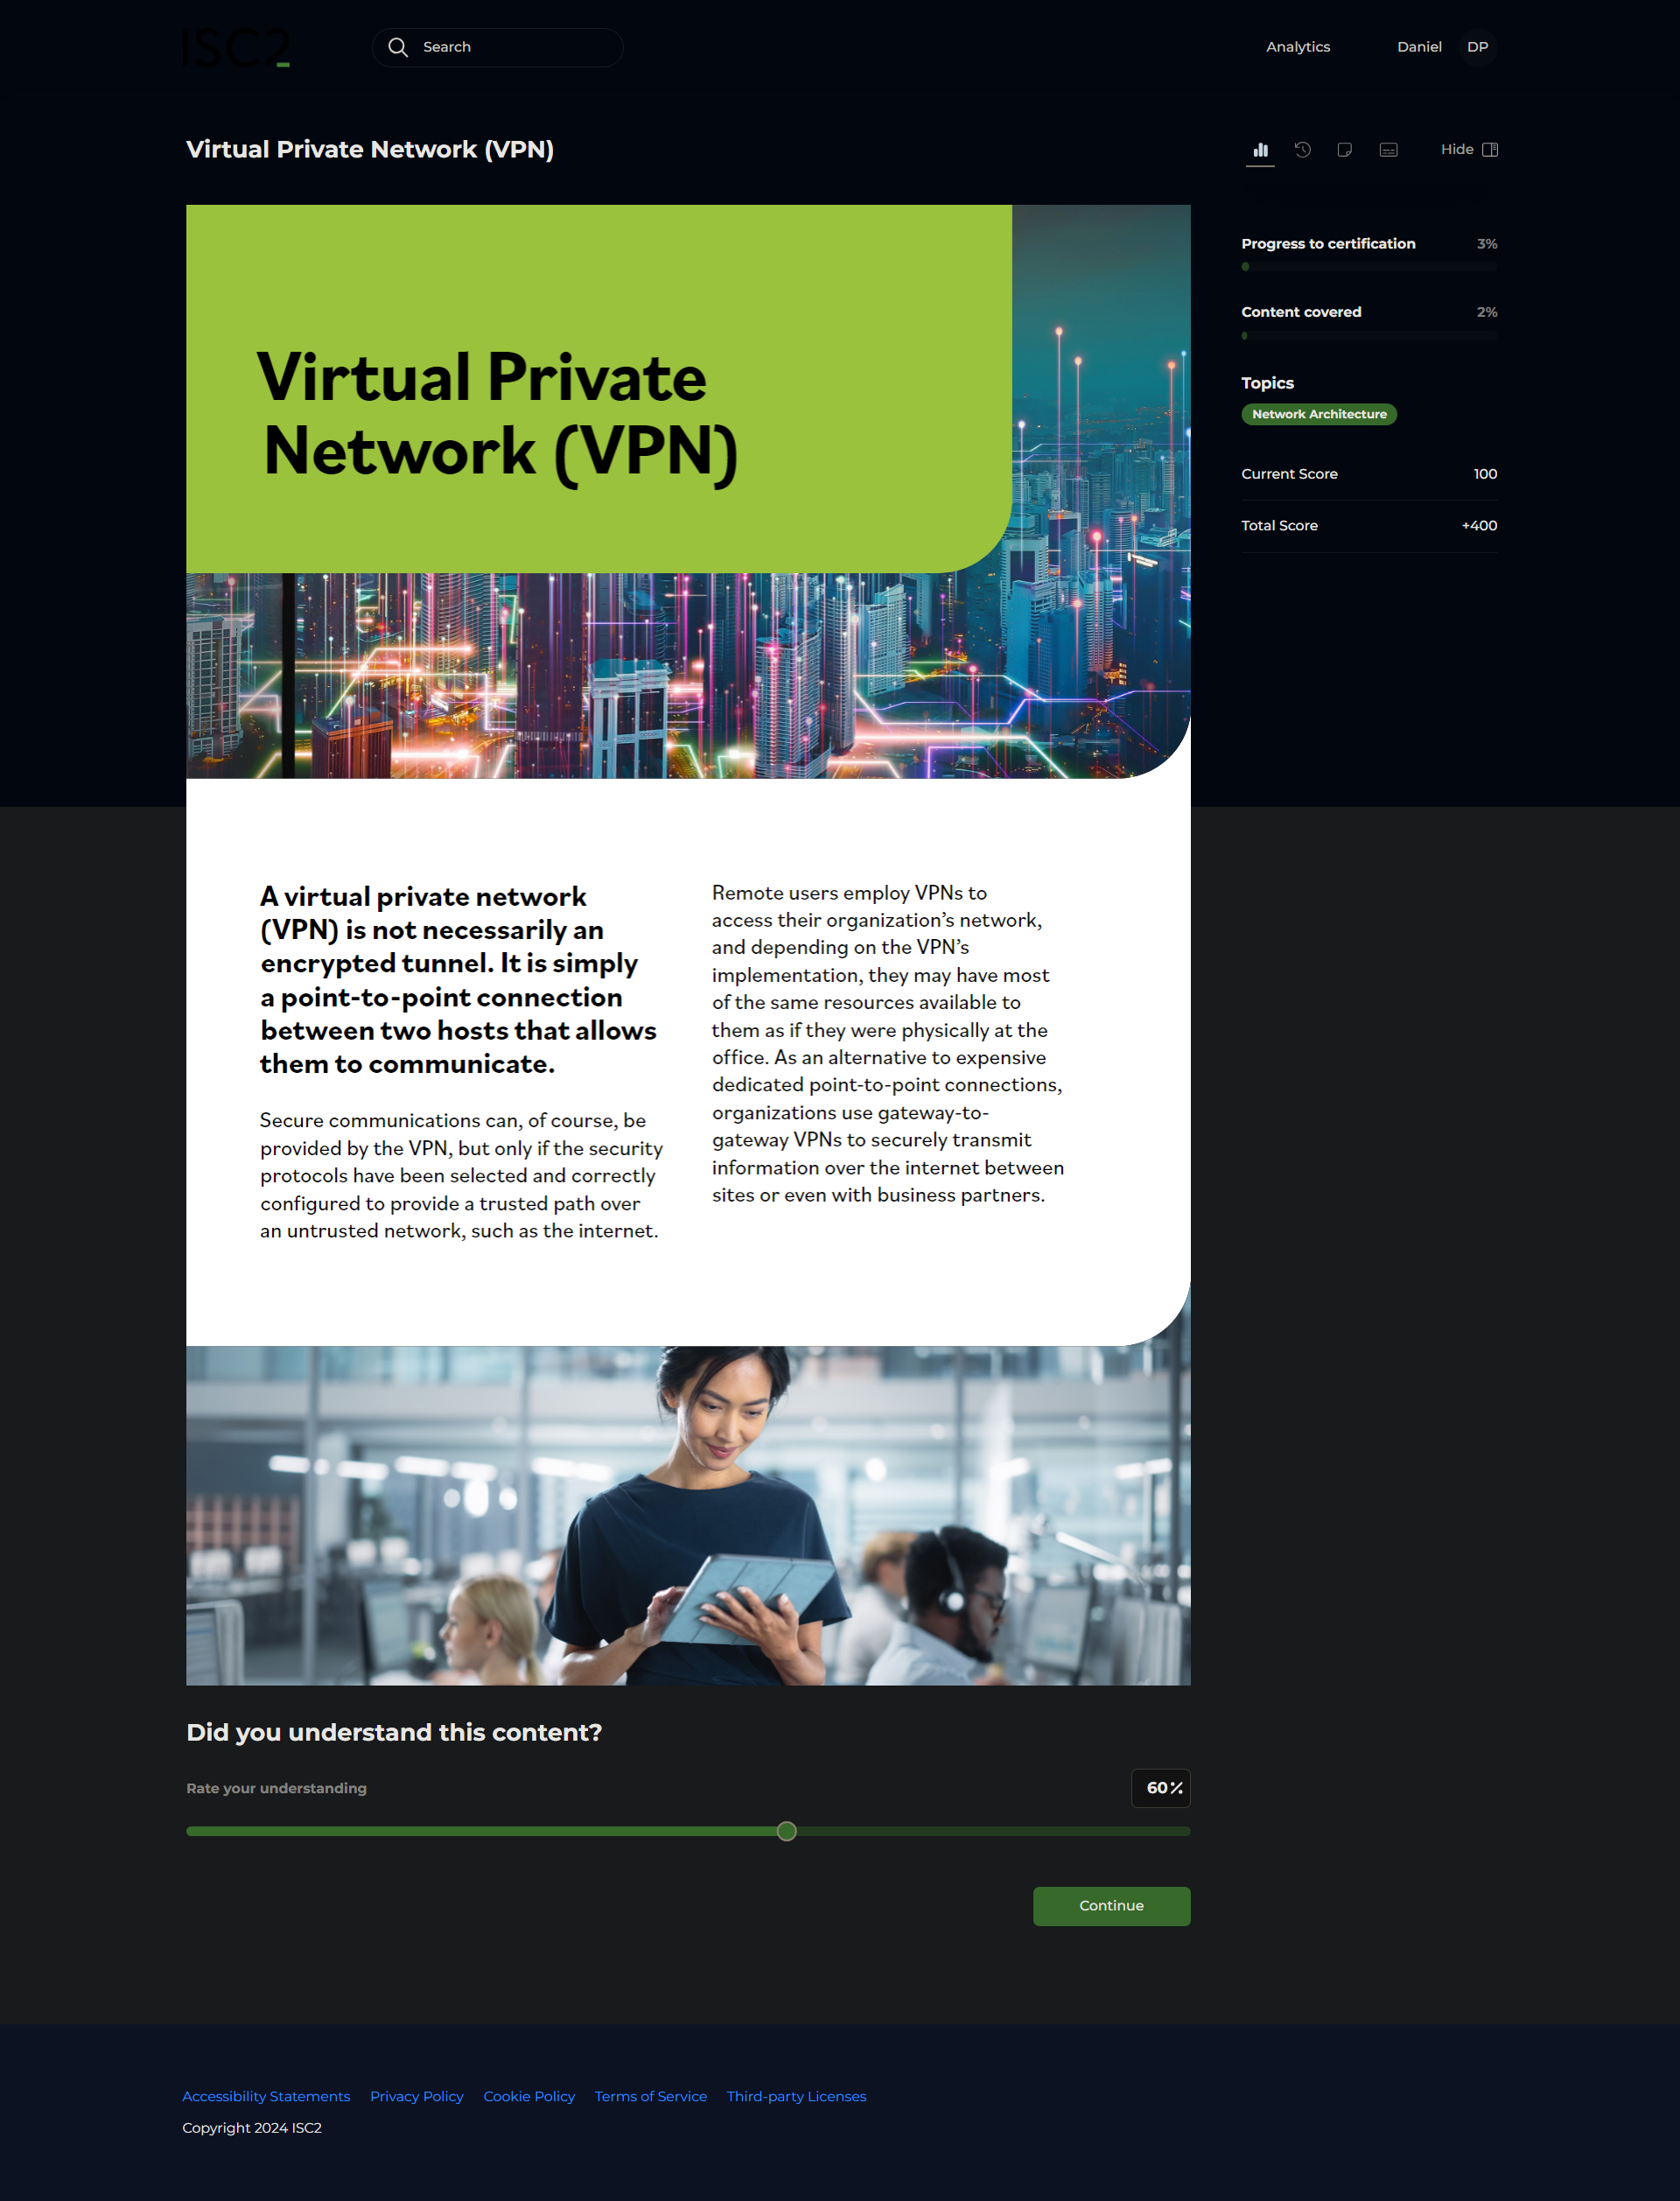 ISC2
Search
Analytics
Daniel
DP
Virtual Private Network (VPN)
Hide
Virtual Private
Network (VPN)
Progress to certification 3%
Content covered 2%
Topics
Network Architecture
Current Score 100
Total Score +400
A virtual private network
(VPN) is not necessarily an
encrypted tunnel. It is simply
a point-to-point connection
between two hosts that allows
them to communicate.
Secure communications can, of course, be
provided by the VPN, but only if the security
protocols have been selected and correctly
configured to provide a trusted path over
an untrusted network, such as the internet.
Remote users employ VPNs to
access their organization’s network,
and depending on the VPN’s
implementation, they may have most
of the same resources available to
them as if they were physically at the
office. As an alternative to expensive
dedicated point-to-point connections,
organizations use gateway-to-
gateway VPNs to securely transmit
information over the internet between
sites or even with business partners.
Did you understand this content?
Rate your understanding
60%
Continue
Accessibility Statements Privacy Policy Cookie Policy Terms of Service Third-party Licenses
Copyright 2024 ISC2